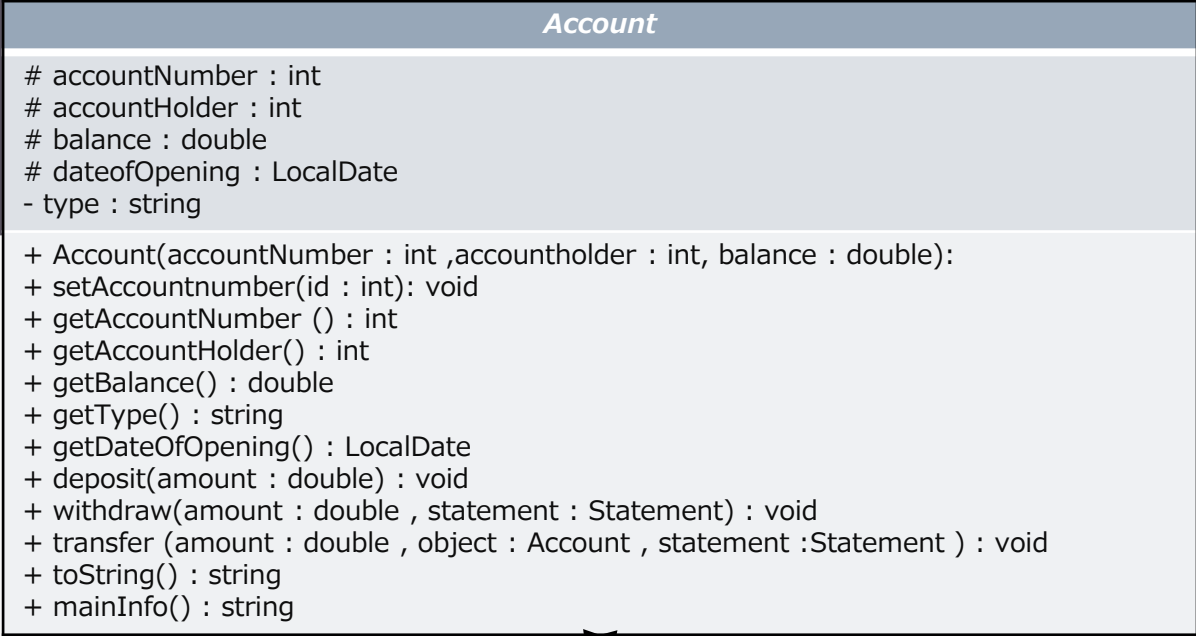 Account
# accountNumber : int
# accountHolder : int
# balance : double
# dateofOpening : LocalDate
- type : string
+ Account(accountNumber : int ,accountholder : int, balance : double):
+ setAccountnumber(id : int): void
+ getAccountNumber () : int
+ getAccountHolder() : int
+ getBalance() : double
+ getType() : string
+ getDateOfOpening() : LocalDate
+ deposit(amount : double) : void
+ withdraw(amount : double , statement : Statement) : void
+ transfer (amount : double , object : Account , statement :Statement ) : void
+ toString() : string
+ mainInfo() : string